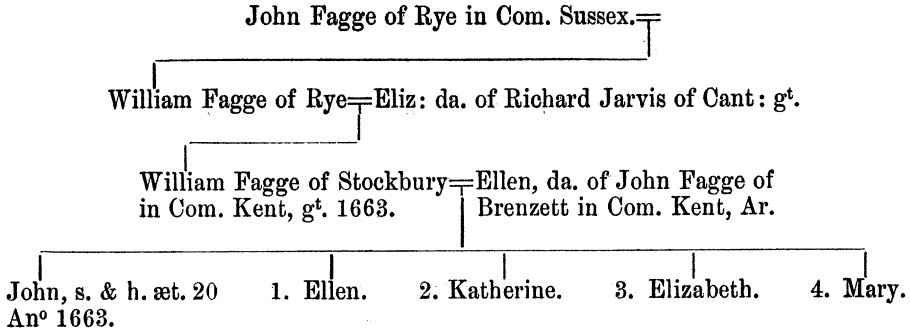 John Fagge of Rye in Com. Sussex.
William Fagge of Rye Eliz: da. of Richard Jarvis of Cant: gt.
William Fagge of Stockbury Ellen, da. of John Fagge of
in Com. Kent, gt. 1663. Brenzett in Com. Kent, Ar.
John, s. & h. æt. 20 1. Ellen. 2. Katherine. 3. Elizabeth. 4. Mary.
Ano 1663.